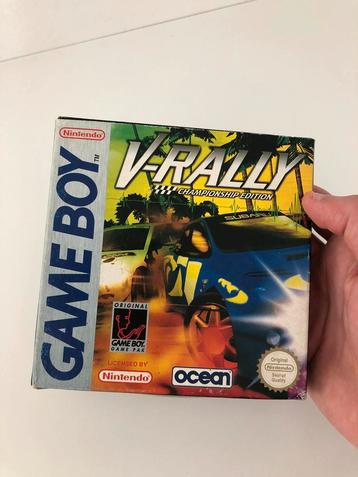 Nintendo
GAME BOY
TM
V-RALLY
CHAMPIONSHIP EDITION
SUBARU
ORIGINAL
GAME BOY
GAME PAK
LICENSED BY
Nintendo
ocean
Original
Nintendo
Seal of
Quality